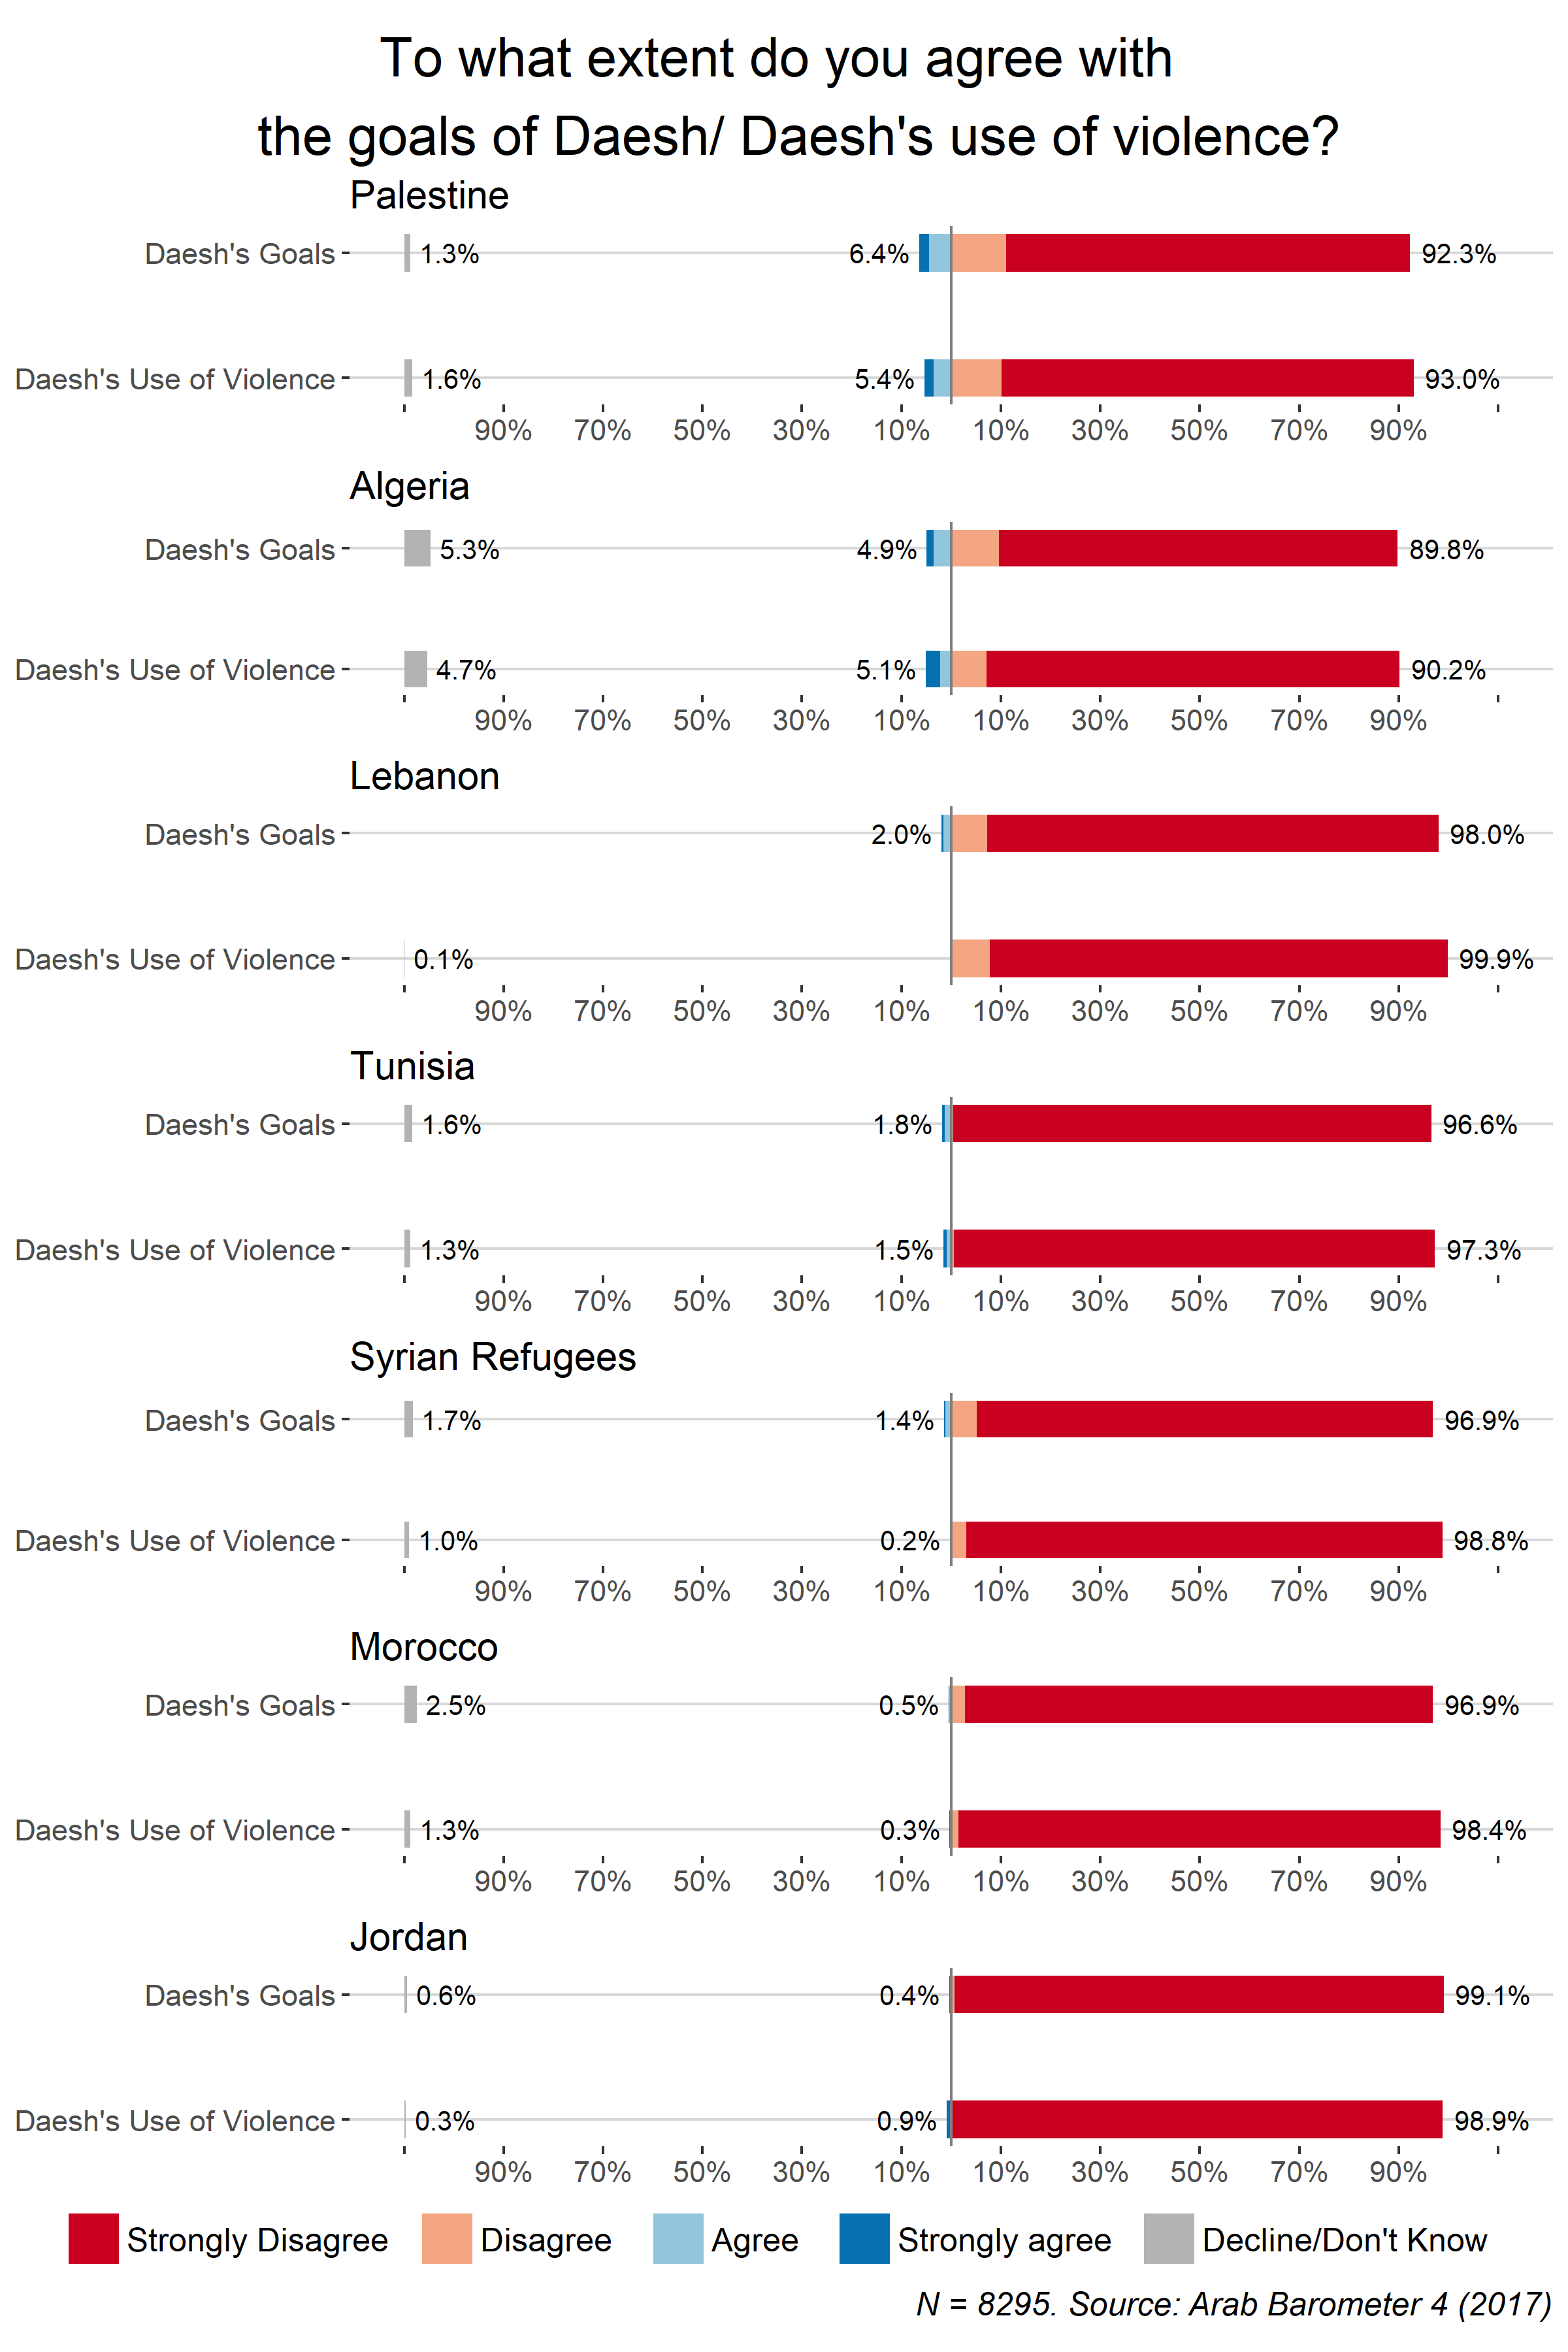 To what extent do you agree with
the goals of Daesh/ Daesh's use of violence?
Palestine
Daesh's Goals 1.3% 6.4% 92.3%
Daesh's Use of Violence 1.6% 5.4% 93.0%
90% 70% 50% 30% 10% 10% 30% 50% 70% 90%
Algeria
Daesh's Goals 5.3% 4.9% 89.8%
Daesh's Use of Violence 4.7% 5.1% 90.2%
90% 70% 50% 30% 10% 10% 30% 50% 70% 90%
Lebanon
Daesh's Goals 2.0% 98.0%
Daesh's Use of Violence 0.1% 99.9%
90% 70% 50% 30% 10% 10% 30% 50% 70% 90%
Tunisia
Daesh's Goals 1.6% 1.8% 96.6%
Daesh's Use of Violence 1.3% 1.5% 97.3%
90% 70% 50% 30% 10% 10% 30% 50% 70% 90%
Syrian Refugees
Daesh's Goals 1.7% 1.4% 96.9%
Daesh's Use of Violence 1.0% 0.2% 98.8%
90% 70% 50% 30% 10% 10% 30% 50% 70% 90%
Morocco
Daesh's Goals 2.5% 0.5% 96.9%
Daesh's Use of Violence 1.3% 0.3% 98.4%
90% 70% 50% 30% 10% 10% 30% 50% 70% 90%
Jordan
Daesh's Goals 0.6% 0.4% 99.1%
Daesh's Use of Violence 0.3% 0.9% 98.9%
90% 70% 50% 30% 10% 10% 30% 50% 70% 90%
Strongly Disagree Disagree Agree Strongly agree Decline/Don't Know
N = 8295. Source: Arab Barometer 4 (2017)